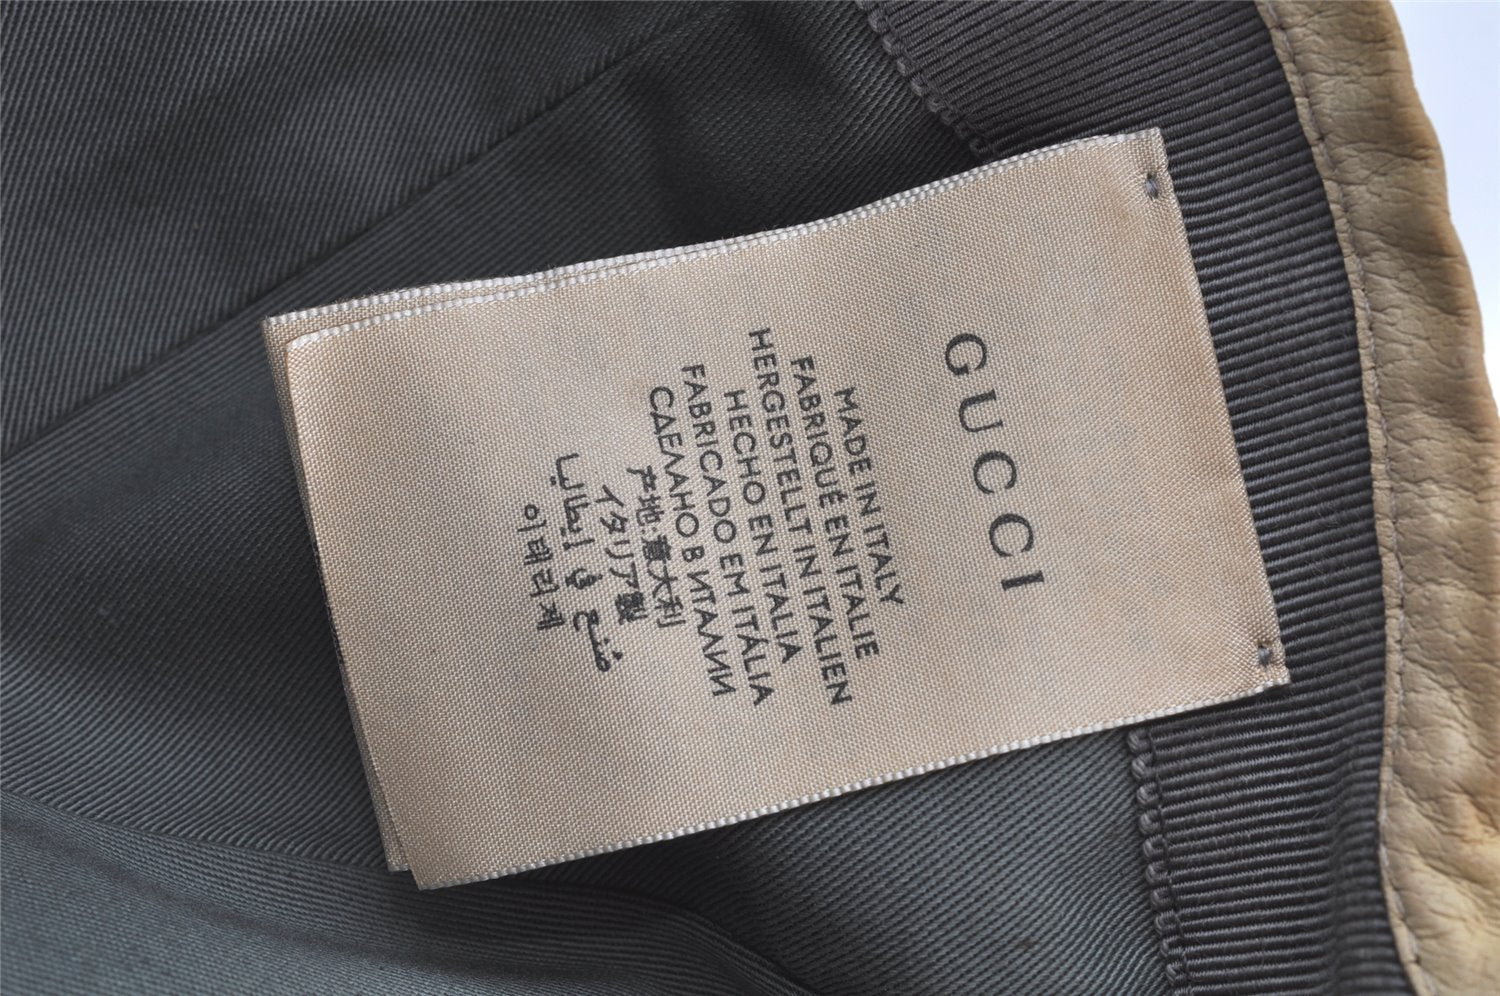 GUCCI
MADE IN ITALY
FABRIQUÉ EN ITALIE
HERGESTELLT IN ITALIEN
HECHO EN ITALIA
FABRICADO EM ITÁLIA
СДЕЛАНО В ИТАЛИИ
产地:意大利
イタリア製
صنع في إيطاليا
이태리제